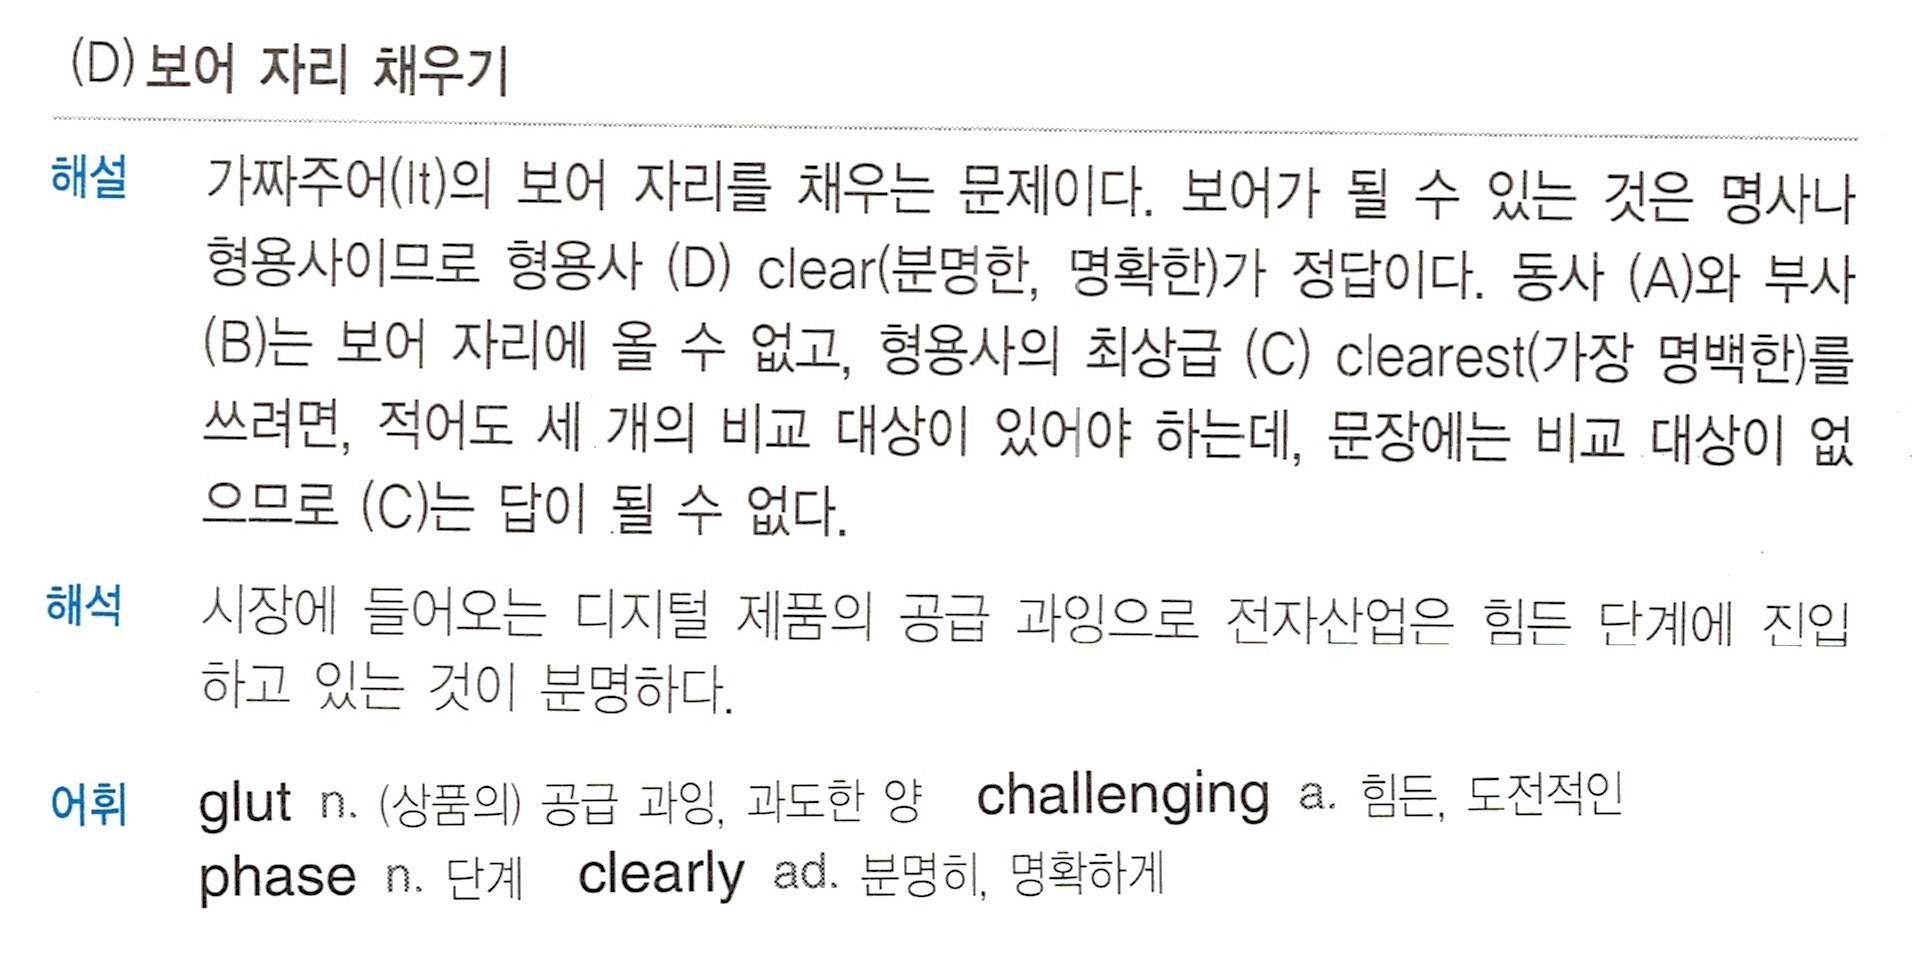 (D) 보어 자리 채우기
해설 가짜주어(It)의 보어 자리를 채우는 문제이다. 보어가 될 수 있는 것은 명사나
형용사이므로 형용사 (D) clear(분명한, 명확한)가 정답이다. 동사 (A)와 부사
(B)는 보어 자리에 올 수 없고, 형용사의 최상급 (C) clearest(가장 명백한)를
쓰려면, 적어도 세 개의 비교 대상이 있어야 하는데, 문장에는 비교 대상이 없
으므로 (C)는 답이 될 수 없다.
해석 시장에 들어오는 디지털 제품의 공급 과잉으로 전자산업은 힘든 단계에 진입
하고 있는 것이 분명하다.
어휘 glut n. (상품의) 공급 과잉, 과도한 양 challenging a. 힘든, 도전적인
phase n. 단계 clearly ad. 분명히, 명확하게